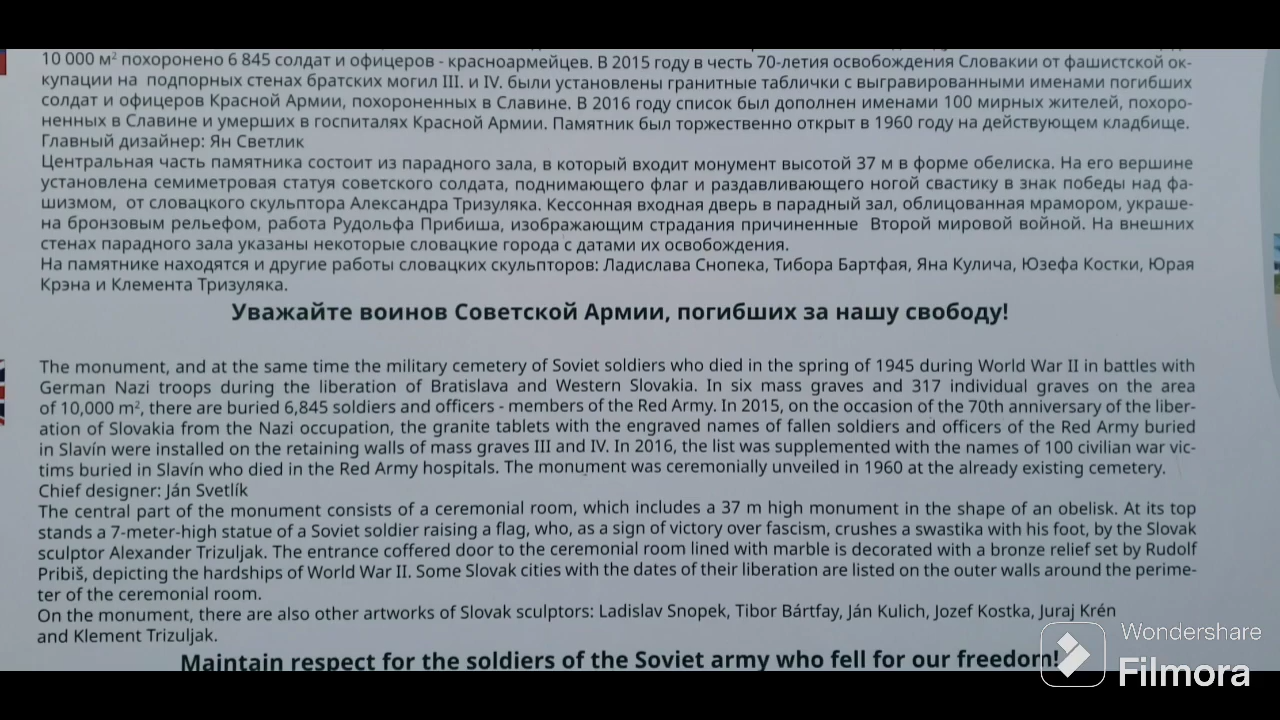 10 000 м² похоронено 6 845 солдат и офицеров - красноармейцев. В 2015 году в честь 70-летия освобождения Словакии от фашистской ок-
купации на подпорных стенах братских могил III. и IV. были установлены гранитные таблички с выгравированными именами погибших
солдат и офицеров Красной Армии, похороненных в Славине. В 2016 году список был дополнен именами 100 мирных жителей, похоро-
ненных в Славине и умерших в госпиталях Красной Армии. Памятник был торжественно открыт в 1960 году на действующем кладбище.
Главный дизайнер: Ян Светлик
Центральная часть памятника состоит из парадного зала, в который входит монумент высотой 37 м в форме обелиска. На его вершине
установлена семиметровая статуя советского солдата, поднимающего флаг и раздавливающего ногой свастику в знак победы над фа-
шизмом, от словацкого скульптора Александра Тризуляка. Кессонная входная дверь в парадный зал, облицованная мрамором, украше-
на бронзовым рельефом, работа Рудольфа Прибиша, изображающим страдания причиненные Второй мировой войной. На внешних
стенах парадного зала указаны некоторые словацкие города с датами их освобождения.
На памятнике находятся и другие работы словацких скульпторов: Ладислава Снопека, Тибора Бартфая, Яна Кулича, Юзефа Костки, Юрая
Крэна и Клемента Тризуляка.
Уважайте воинов Советской Армии, погибших за нашу свободу!
The monument, and at the same time the military cemetery of Soviet soldiers who died in the spring of 1945 during World War II in battles with
German Nazi troops during the liberation of Bratislava and Western Slovakia. In six mass graves and 317 individual graves on the area
of 10,000 m², there are buried 6,845 soldiers and officers - members of the Red Army. In 2015, on the occasion of the 70th anniversary of the liber-
ation of Slovakia from the Nazi occupation, the granite tablets with the engraved names of fallen soldiers and officers of the Red Army buried
in Slavín were installed on the retaining walls of mass graves III and IV. In 2016, the list was supplemented with the names of 100 civilian war vic-
tims buried in Slavín who died in the Red Army hospitals. The monument was ceremonially unveiled in 1960 at the already existing cemetery.
Chief designer: Ján Svetlík
The central part of the monument consists of a ceremonial room, which includes a 37 m high monument in the shape of an obelisk. At its top
stands a 7-meter-high statue of a Soviet soldier raising a flag, who, as a sign of victory over fascism, crushes a swastika with his foot, by the Slovak
sculptor Alexander Trizuljak. The entrance coffered door to the ceremonial room lined with marble is decorated with a bronze relief set by Rudolf
Pribiš, depicting the hardships of World War II. Some Slovak cities with the dates of their liberation are listed on the outer walls around the perime-
ter of the ceremonial room.
On the monument, there are also other artworks of Slovak sculptors: Ladislav Snopek, Tibor Bártfay, Ján Kulich, Jozef Kostka, Juraj Krén
and Klement Trizuljak.
Maintain respect for the soldiers of the Soviet army who fell for our freedom!
Wondershare
Filmora